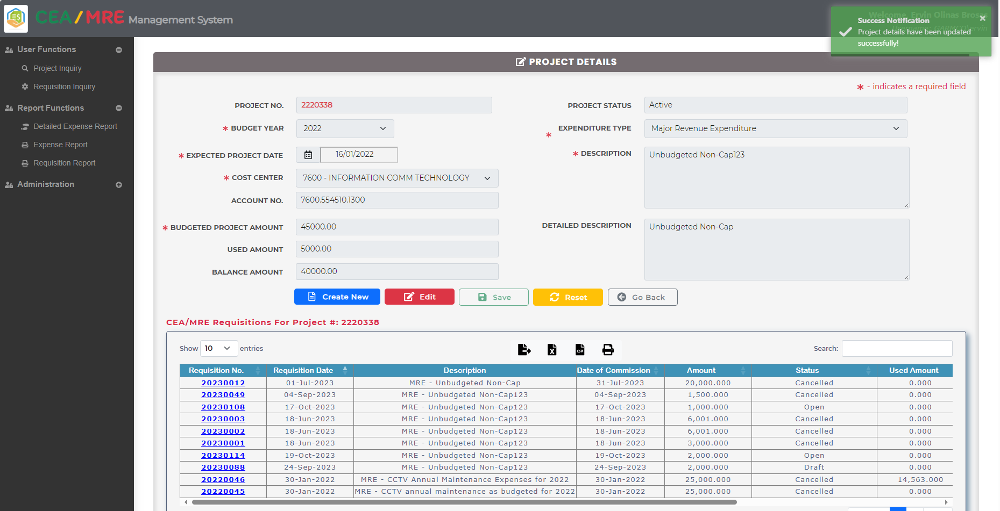 CEA/MRE Management System
Welcome, Ervin Olinas Brosas
Username: GARMCO\ervin
Success Notification
Project details have been updated
successfully!
×
User Functions
Project Inquiry
Requisition Inquiry
Report Functions
Detailed Expense Report
Expense Report
Requisition Report
Administration
PROJECT DETAILS
* - indicates a required field
PROJECT NO. 2220338 PROJECT STATUS Active
* BUDGET YEAR 2022 * EXPENDITURE TYPE Major Revenue Expenditure
* EXPECTED PROJECT DATE 16/01/2022 * DESCRIPTION Unbudgeted Non-Cap123
* COST CENTER 7600 - INFORMATION COMM TECHNOLOGY
ACCOUNT NO. 7600.554510.1300
* BUDGETED PROJECT AMOUNT 45000.00 DETAILED DESCRIPTION Unbudgeted Non-Cap
USED AMOUNT 5000.00
BALANCE AMOUNT 40000.00
Create New Edit Save Reset Go Back
CEA/MRE Requisitions For Project #: 2220338
Show 10 entries X CSV Search:
Requisition No. Requisition Date Description Date of Commission Amount Status Used Amount
20230012 01-Jul-2023 MRE - Unbudgeted Non-Cap 31-Jul-2023 20,000.000 Cancelled 0.000
20230049 04-Sep-2023 MRE - Unbudgeted Non-Cap123 04-Sep-2023 1,500.000 Cancelled 0.000
20230108 17-Oct-2023 MRE - Unbudgeted Non-Cap123 17-Oct-2023 1,000.000 Open 0.000
20230003 18-Jun-2023 MRE - Unbudgeted Non-Cap123 18-Jun-2023 6,001.000 Cancelled 0.000
20230002 18-Jun-2023 MRE - Unbudgeted Non-Cap123 18-Jun-2023 6,001.000 Cancelled 0.000
20230001 18-Jun-2023 MRE - Unbudgeted Non-Cap123 18-Jun-2023 3,000.000 Cancelled 0.000
20230114 19-Oct-2023 MRE - Unbudgeted Non-Cap123 19-Oct-2023 2,000.000 Open 0.000
20230088 24-Sep-2023 MRE - Unbudgeted Non-Cap123 24-Sep-2023 2,000.000 Draft 0.000
20220046 30-Jan-2022 MRE - CCTV Annual Maintenance Expenses for 2022 30-Jan-2022 25,000.000 Cancelled 14,563.000
20220045 30-Jan-2022 MRE - CCTV annual maintenance as budgeted for 2022 30-Jan-2022 25,000.000 Cancelled 0.000